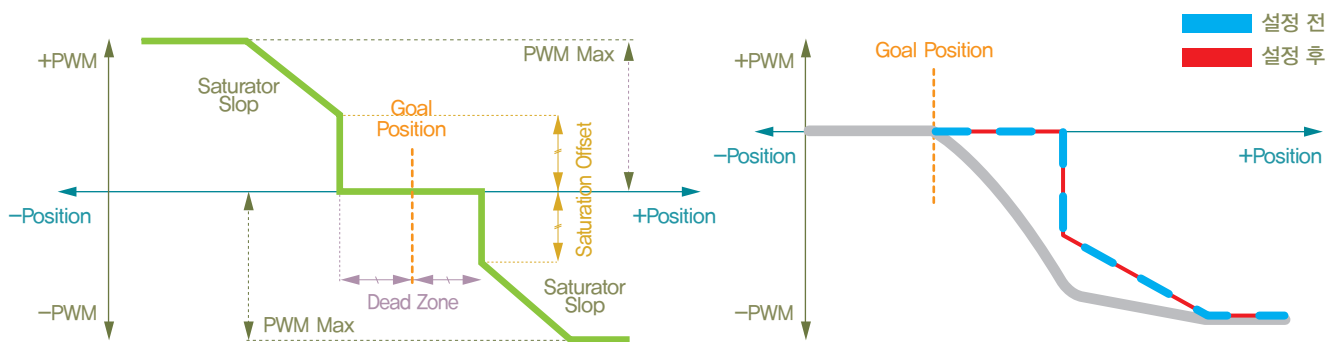 +PWM
Saturator
Slop
PWM Max
Goal
Position
Saturation Offset
−Position
+Position
Dead Zone
Saturator
Slop
−PWM
PWM Max
설정 전
설정 후
Goal Position
+PWM
−Position
+Position
−PWM